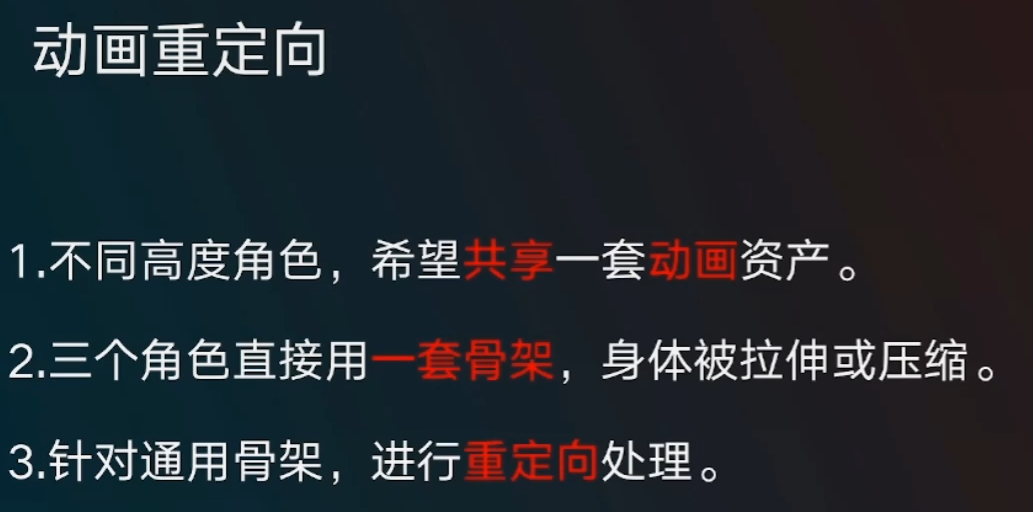 动画重定向
1.不同高度角色，希望共享一套动画资产。
2.三个角色直接用一套骨架，身体被拉伸或压缩。
3.针对通用骨架，进行重定向处理。